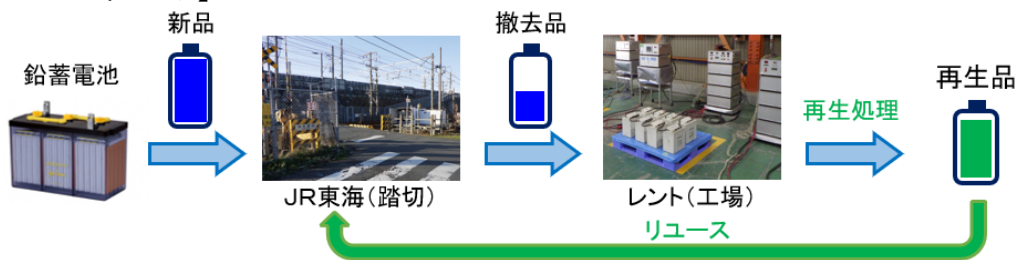 新品
撤去品
鉛蓄電池
再生品
再生処理
JR東海(踏切)
レント(工場)
リユース